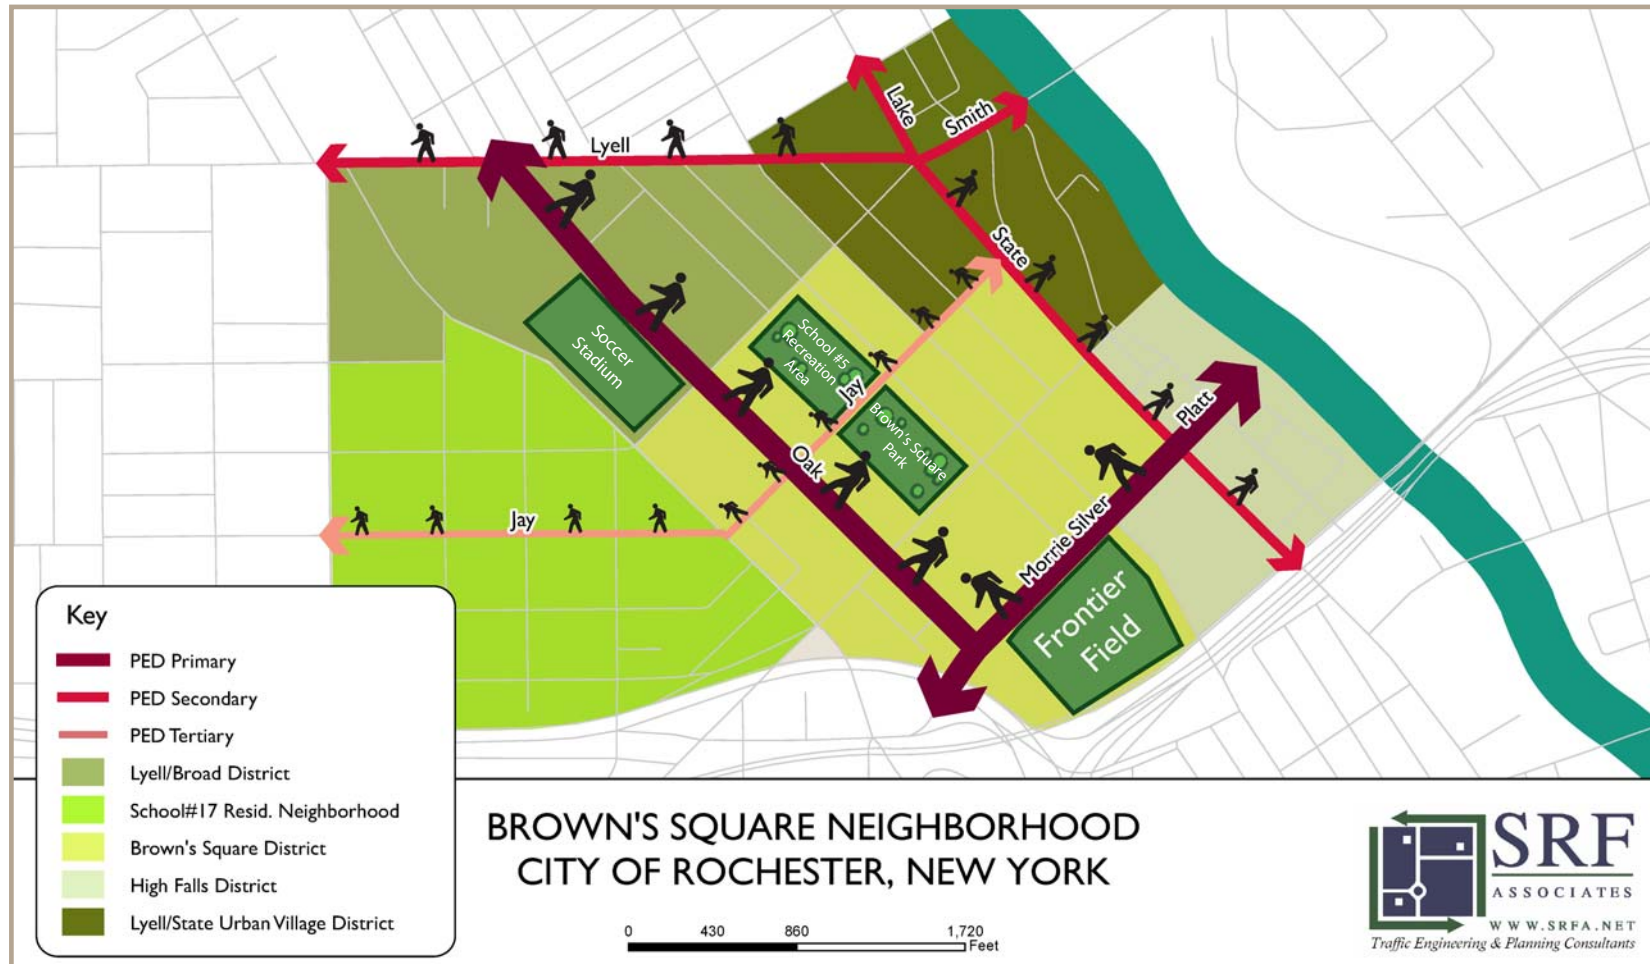 Lake
Smith
Lyell
State
Soccer
Stadium
School #5
Recreation
Area
Jay
Brown's Square
Park
Platt
Oak
Jay
Morrie Silver
Frontier
Field
Key
PED Primary
PED Secondary
PED Tertiary
Lyell/Broad District
School#17 Resid. Neighborhood
Brown's Square District
High Falls District
Lyell/State Urban Village District
BROWN'S SQUARE NEIGHBORHOOD
CITY OF ROCHESTER, NEW YORK
0 430 860 1,720
Feet
SRF
ASSOCIATES
WWW.SRFA.NET
Traffic Engineering & Planning Consultants